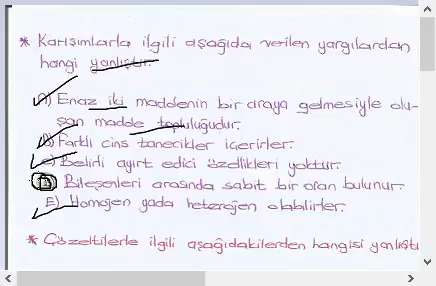 * Karışımlarla ilgili aşağıda verilen yargılardan
hangi yanlıştır.
A) Enaz iki maddenin bir araya gelmesiyle olu-
şan madde topluluğudur.
B) Farklı cins tanecikler içerirler.
C) Belirli ayırt edici özellikleri yoktur.
D) Bileşenleri arasında sabit bir oran bulunur.
E) Homojen yada heterojen olabilirler.
* Çözeltilerle ilgili aşağıdakilerden hangisi yanlıştı